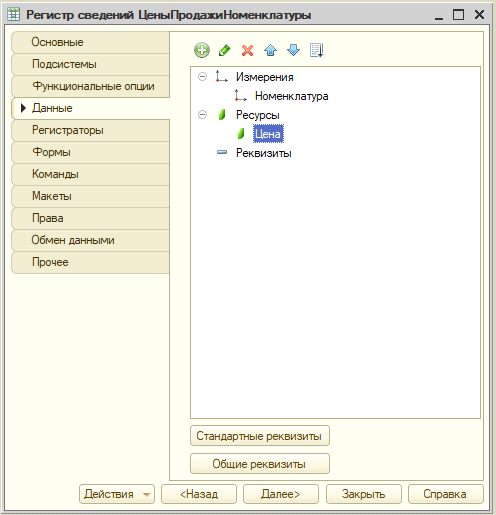 Регистр сведений ЦеныПродажиНоменклатуры
Основные
Подсистемы
Функциональные опции
Данные
Регистраторы
Формы
Команды
Макеты
Права
Обмен данными
Прочее
Измерения
Номенклатура
Ресурсы
Цена
Реквизиты
Стандартные реквизиты
Общие реквизиты
Действия <Назад Далее> Закрыть Справка